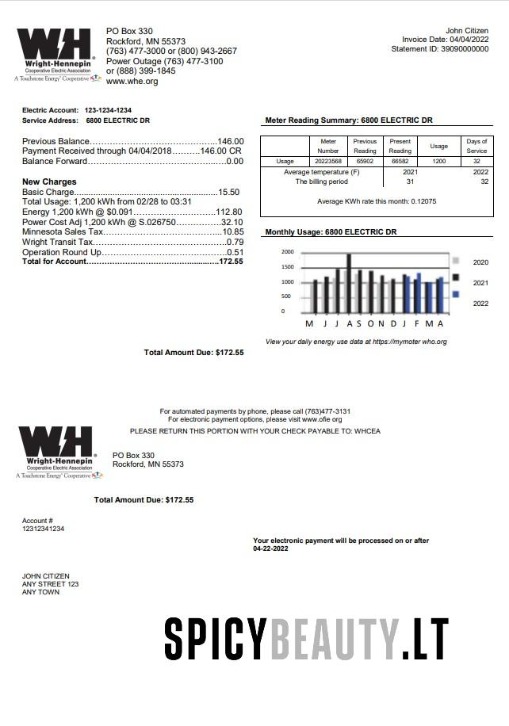 WH
Wright-Hennepin
Cooperative Electric Association
A Touchstone Energy® Cooperative
PO Box 330
Rockford, MN 55373
(763) 477-3000 or (800) 943-2667
Power Outage (763) 477-3100
or (888) 399-1845
www.whe.org
John Citizen
Invoice Date: 04/04/2022
Statement ID: 39090000000
Electric Account: 123-1234-1234
Service Address: 6800 ELECTRIC DR
Previous Balance.....146.00
Payment Received through 04/04/2018.....146.00 CR
Balance Forward.....0.00
New Charges
Basic Charge.....15.50
Total Usage: 1,200 kWh from 02/28 to 03:31
Energy 1,200 kWh @ $0.091.....112.80
Power Cost Adj 1,200 kWh @ S.026750.....32.10
Minnesota Sales Tax.....10.85
Wright Transit Tax.....0.79
Operation Round Up.....0.51
Total for Account.....172.55
Meter Reading Summary: 6800 ELECTRIC DR
Meter Number Previous Reading Present Reading Usage Days of Service
Usage 20223568 65902 66582 1200 32
Average temperature (F) 2021 2022
The billing period 31 32
Average KWh rate this month: 0.12075
Monthly Usage: 6800 ELECTRIC DR
2000
1500
1000
500
0
M J J A S O N D J F M A
2020
2021
2022
View your daily energy use data at https://mymoter who.org
Total Amount Due: $172.55
For automated payments by phone, please call (763)477-3131
For electronic payment options, please visit www.ofie org
PLEASE RETURN THIS PORTION WITH YOUR CHECK PAYABLE TO: WHCEA
WH
Wright-Hennepin
Cooperative Electric Association
A Touchstone Energy® Cooperative
PO Box 330
Rockford, MN 55373
Total Amount Due: $172.55
Account #
12312341234
Your electronic payment will be processed on or after
04-22-2022
JOHN CITIZEN
ANY STREET 123
ANY TOWN
SPICYBEAUTY.LT